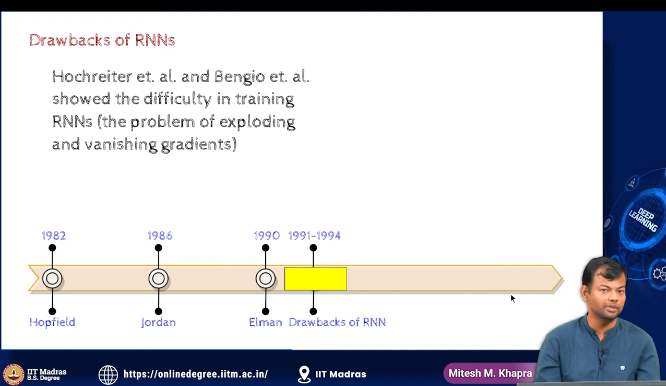 Drawbacks of RNNs
Hochreiter et. al. and Bengio et. al.
showed the difficulty in training
RNNs (the problem of exploding
and vanishing gradients)
1982 1986 1990 1991-1994
Hopfield Jordan Elman Drawbacks of RNN
DEEP
LEARNING
IIT Madras
B.S. Degree
https://onlinedegree.iitm.ac.in/
IIT Madras
Mitesh M. Khapra